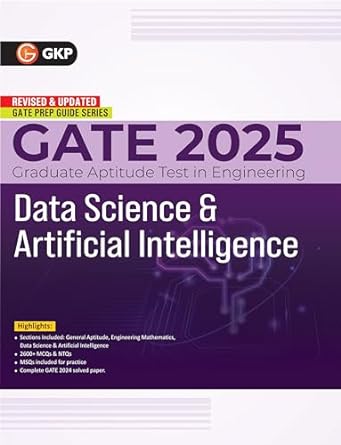 GKP
REVISED & UPDATED
GATE PREP GUIDE SERIES
GATE 2025
Graduate Aptitude Test in Engineering
Data Science &
Artificial Intelligence
Highlights:
• Sections Included: General Aptitude, Engineering Mathematics,
Data Science & Artificial Intelligence
• 2600+ MCQs & NTQs
• MSQs included for practice
• Complete GATE 2024 solved paper.